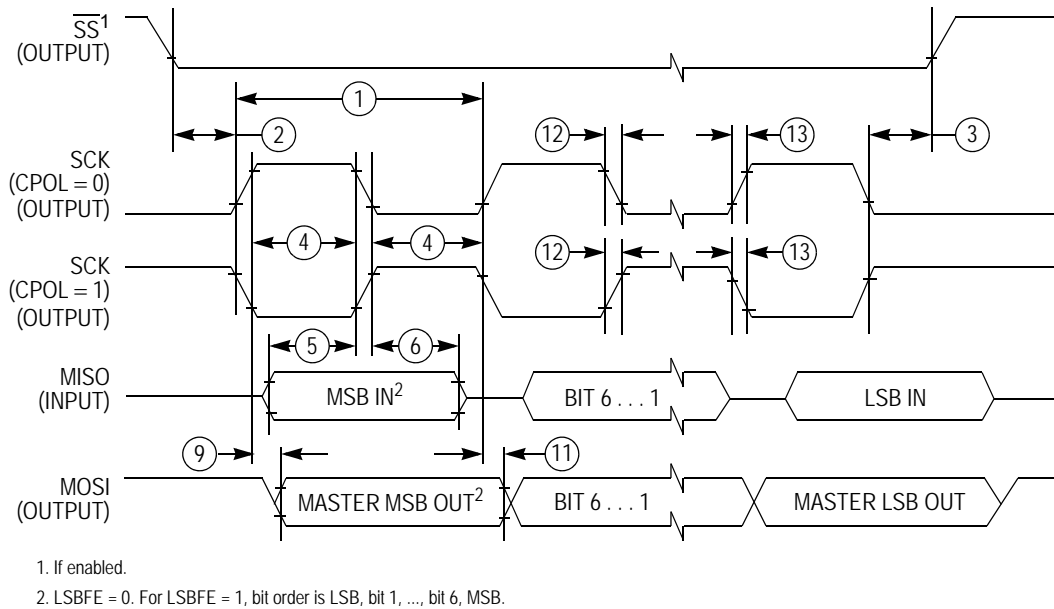 SS¹
(OUTPUT)
1
2
12
13
3
SCK
(CPOL = 0)
(OUTPUT)
4
4
12
13
SCK
(CPOL = 1)
(OUTPUT)
5
6
MISO
(INPUT)
MSB IN²
BIT 6 . . . 1
LSB IN
9
11
MOSI
(OUTPUT)
MASTER MSB OUT²
BIT 6 . . . 1
MASTER LSB OUT
1. If enabled.
2. LSBFE = 0. For LSBFE = 1, bit order is LSB, bit 1, ..., bit 6, MSB.